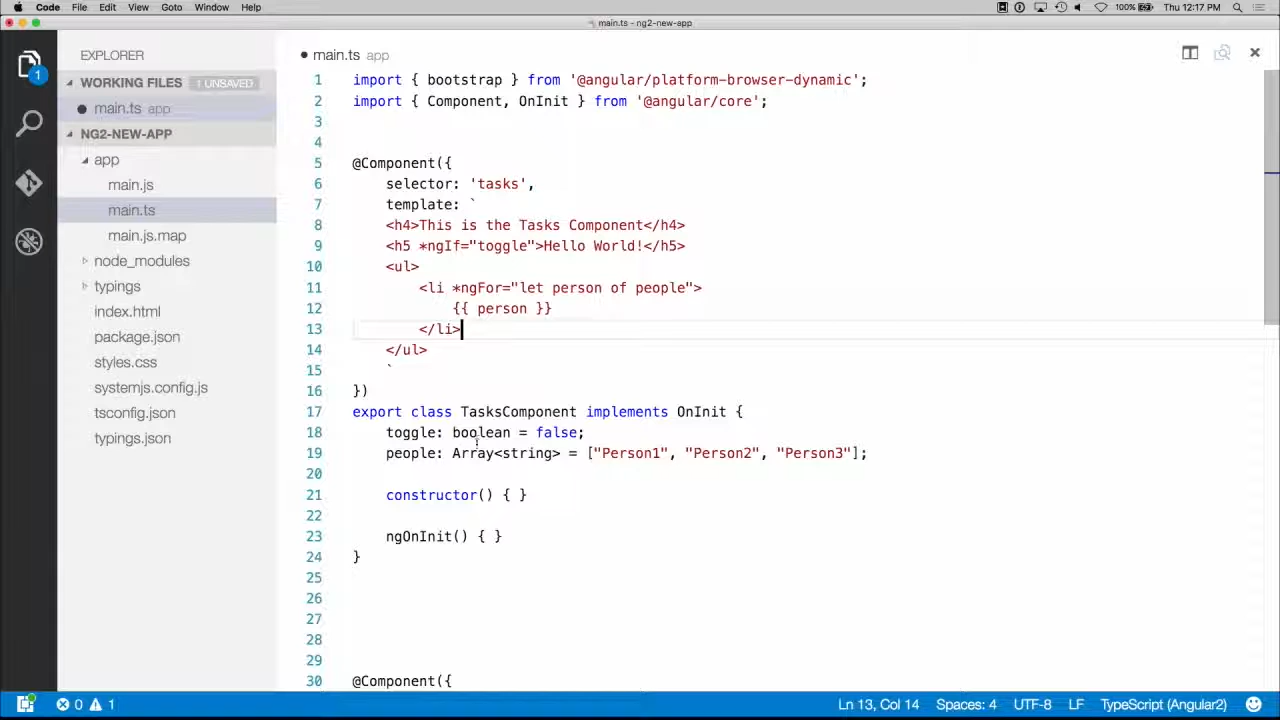 Code File Edit View Goto Window Help 100% Thu 12:17 PM
main.ts - ng2-new-app
EXPLORER
WORKING FILES 1 UNSAVED
main.ts app
NG2-NEW-APP
app
main.js
main.ts
main.js.map
node_modules
typings
index.html
package.json
styles.css
systemjs.config.js
tsconfig.json
typings.json
1
main.ts app
1 import { bootstrap } from '@angular/platform-browser-dynamic';
2 import { Component, OnInit } from '@angular/core';
3
4
5 @Component({
6 selector: 'tasks',
7 template: `
8 <h4>This is the Tasks Component</h4>
9 <h5 *ngIf="toggle">Hello World!</h5>
10 <ul>
11 <li *ngFor="let person of people">
12 {{ person }}
13 </li>
14 </ul>
15 `
16 })
17 export class TasksComponent implements OnInit {
18 toggle: boolean = false;
19 people: Array<string> = ["Person1", "Person2", "Person3"];
20
21 constructor() { }
22
23 ngOnInit() { }
24 }
25
26
27
28
29
30 @Component({
0 1 Ln 13, Col 14 Spaces: 4 UTF-8 LF TypeScript (Angular2)